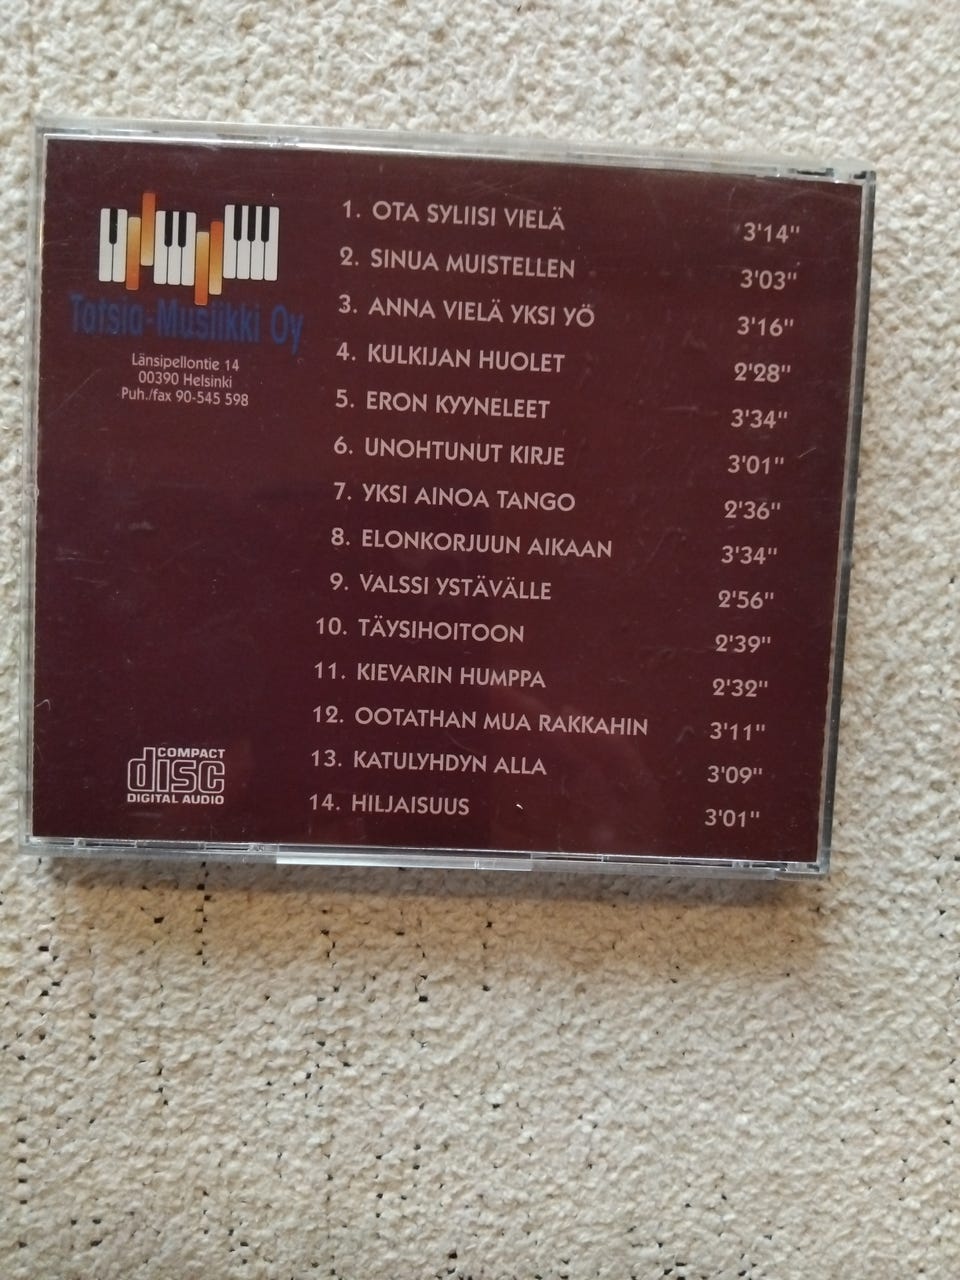 Tatsia-Musiikki Oy
Länsipellontie 14
00390 Helsinki
Puh./fax 90-545 598
1. OTA SYLIISI VIELÄ 3'14"
2. SINUA MUISTELLEN 3'03"
3. ANNA VIELÄ YKSI YÖ 3'16"
4. KULKIJAN HUOLET 2'28"
5. ERON KYYNELEET 3'34"
6. UNOHTUNUT KIRJE 3'01"
7. YKSI AINOA TANGO 2'36"
8. ELONKORJUUN AIKAAN 3'34"
9. VALSSI YSTÄVÄLLE 2'56"
10. TÄYSIHOITOON 2'39"
11. KIEVARIN HUMPPA 2'32"
12. OOTATHAN MUA RAKKAHIN 3'11"
13. KATULYHDYN ALLA 3'09"
14. HILJAISUUS 3'01"
COMPACT
disc
DIGITAL AUDIO